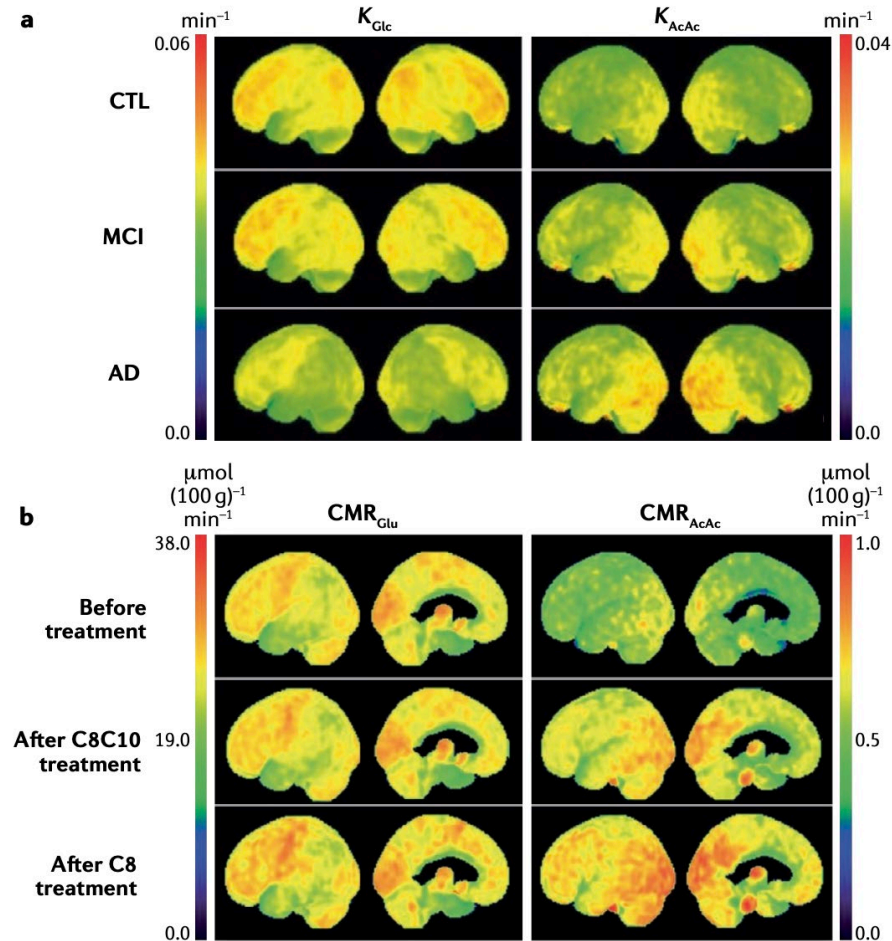 a
min⁻¹
K_Glc
K_AcAc
min⁻¹
0.06
0.04
CTL
MCI
AD
0.0
0.0
b
μmol
(100 g)⁻¹
min⁻¹
CMR_Glu
CMR_AcAc
μmol
(100 g)⁻¹
min⁻¹
38.0
1.0
Before
treatment
After C8C10
treatment
19.0
0.5
After C8
treatment
0.0
0.0